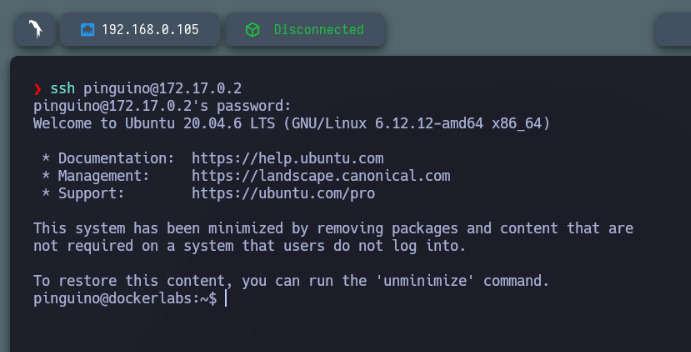 192.168.0.105 Disconnected
❯ ssh pinguino@172.17.0.2
pinguino@172.17.0.2's password:
Welcome to Ubuntu 20.04.6 LTS (GNU/Linux 6.12.12-amd64 x86_64)
* Documentation: https://help.ubuntu.com
* Management: https://landscape.canonical.com
* Support: https://ubuntu.com/pro
This system has been minimized by removing packages and content that are
not required on a system that users do not log into.
To restore this content, you can run the 'unminimize' command.
pinguino@dockerlabs:~$